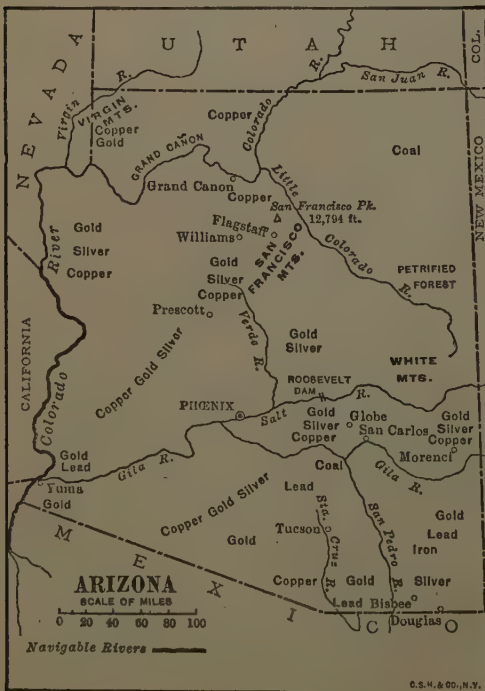 UTAH
COL.
NEVADA
San Juan R.
Virgin R.
VIRGIN MTS.
Copper
Gold
Colorado R.
Copper
Coal
GRAND CAÑON
Grand Canon
Copper
Little Colorado R.
NEW MEXICO
San Francisco Pk.
12,794 ft.
Flagstaff
Williams
SAN FRANCISCO MTS.
Gold
Silver
Copper
Gold
Silver
Copper
PETRIFIED FOREST
Prescott
Verde R.
Gold
Silver
WHITE MTS.
CALIFORNIA
Colorado River
Copper Gold Silver
ROOSEVELT DAM
PHŒNIX
Salt R.
Gold
Silver
Copper
Globe
San Carlos
Gold
Silver
Copper
Morenci
Gold
Lead
Gila R.
Coal
Gila R.
Yuma
Gold
Copper Gold Silver
Lead
Sta. Cruz R.
San Pedro R.
Gold
Lead
Iron
Tucson
Gold
MEXICO
Copper
Gold
Silver
Lead
Bisbee
Douglas
ARIZONA
SCALE OF MILES
0 20 40 60 80 100
Navigable Rivers
C.S.H. & CO., N.Y.